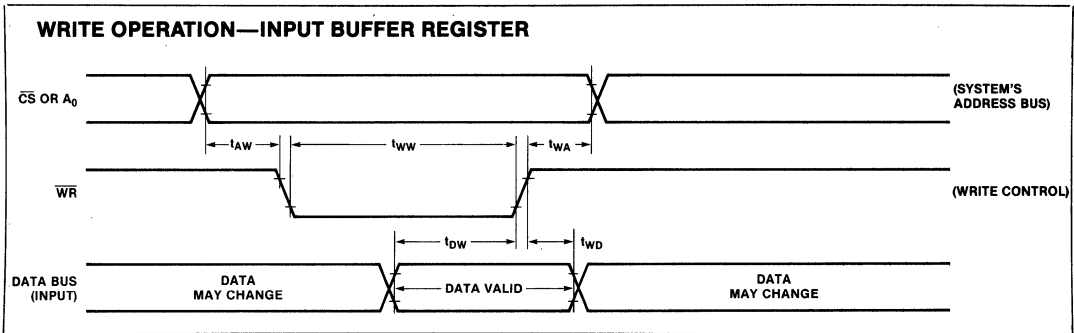 WRITE OPERATION—INPUT BUFFER REGISTER
CS OR A0
(SYSTEM'S
ADDRESS BUS)
tAW
tWW
tWA
WR
(WRITE CONTROL)
tDW
tWD
DATA BUS
(INPUT)
DATA
MAY CHANGE
DATA VALID
DATA
MAY CHANGE